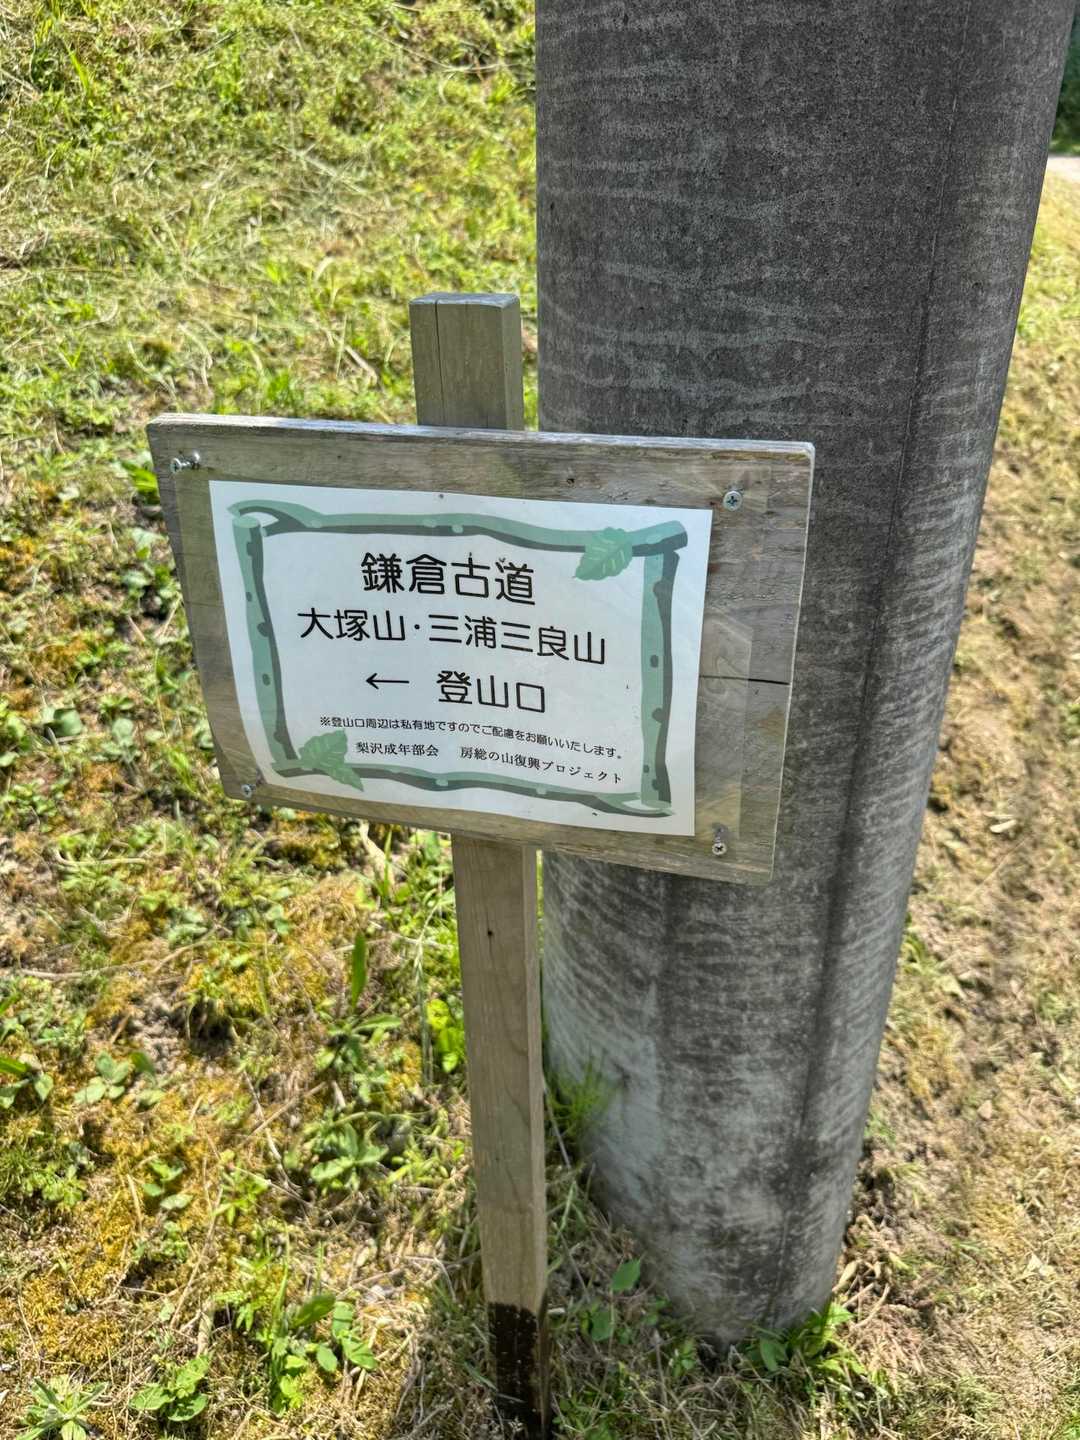 鎌倉古道
大塚山・三浦三良山
← 登山口
※登山口周辺は私有地ですのでご配慮をお願いいたします。
梨沢成年部会 房総の山復興プロジェクト